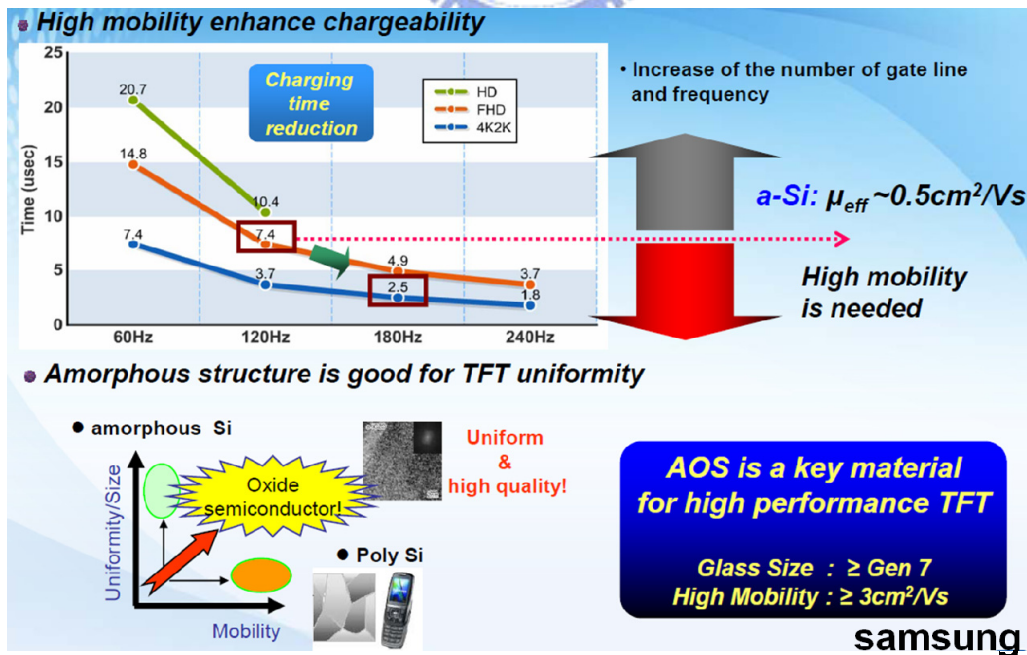 High mobility enhance chargeability
25
20
15
10
5
0
Time (usec)
60Hz
120Hz
180Hz
240Hz
Charging
time
reduction
HD
FHD
4K2K
20.7
10.4
14.8
7.4
4.9
3.7
7.4
3.7
2.5
1.8
• Increase of the number of gate line
and frequency
a-Si: μeff ~0.5cm²/Vs
High mobility
is needed
Amorphous structure is good for TFT uniformity
amorphous Si
Uniformity/Size
Oxide
semiconductor!
Uniform
&
high quality!
Poly Si
Mobility
AOS is a key material
for high performance TFT
Glass Size : ≥ Gen 7
High Mobility : ≥ 3cm²/Vs
samsung